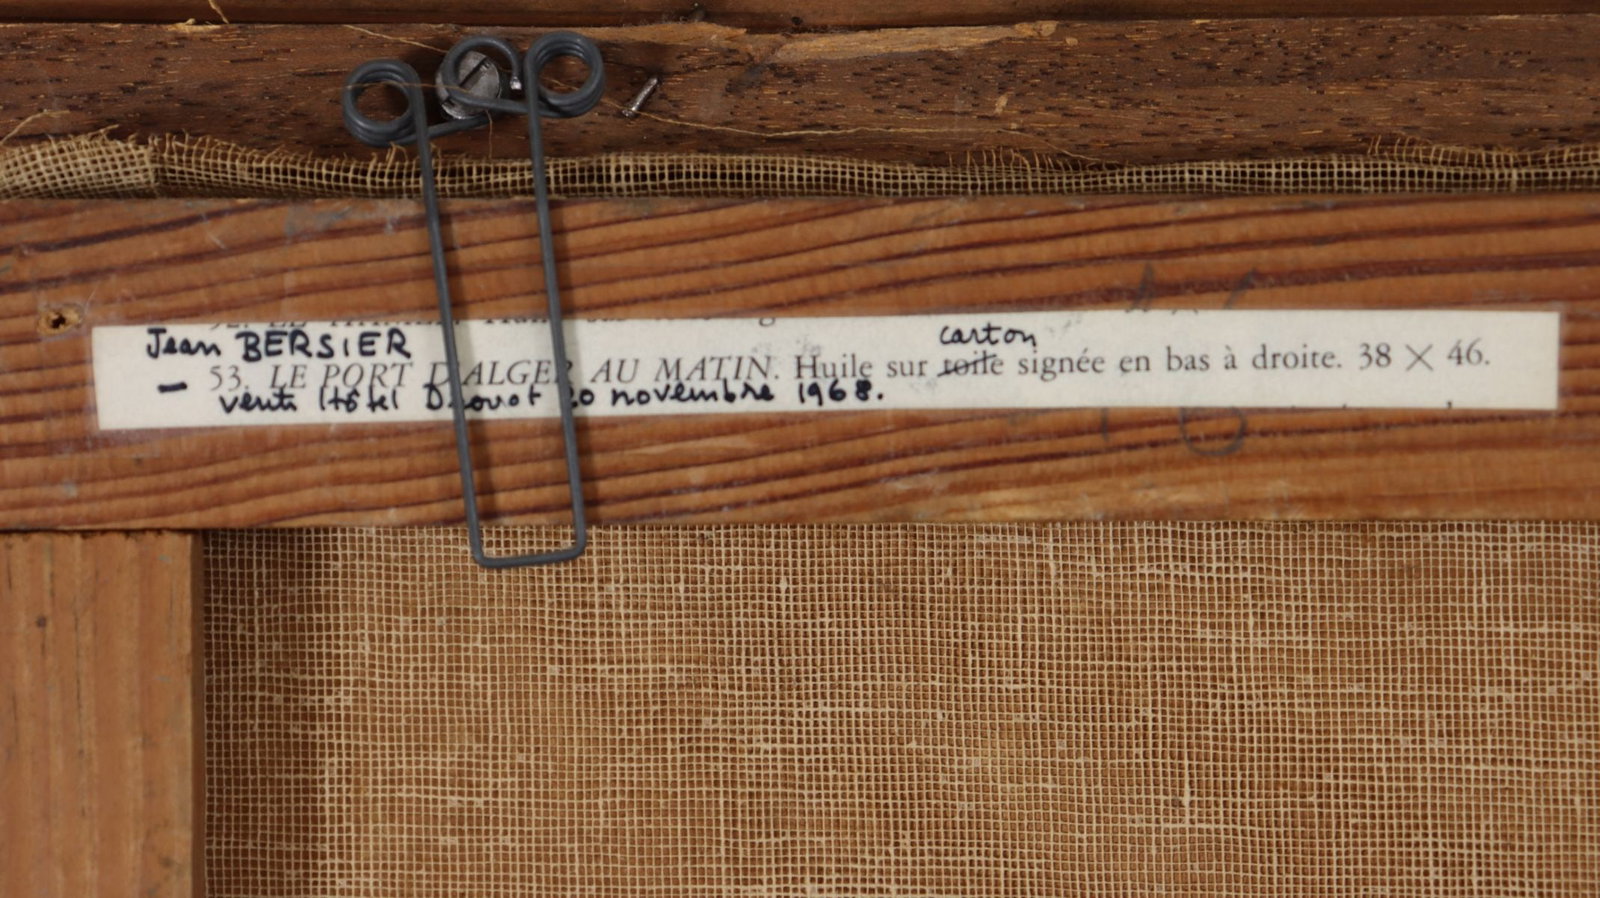 Jean BERSIER
carton
- 53. LE PORT D'ALGER AU MATIN. Huile sur toile signée en bas à droite. 38 × 46.
vente Hôtel Drouot 20 novembre 1968.